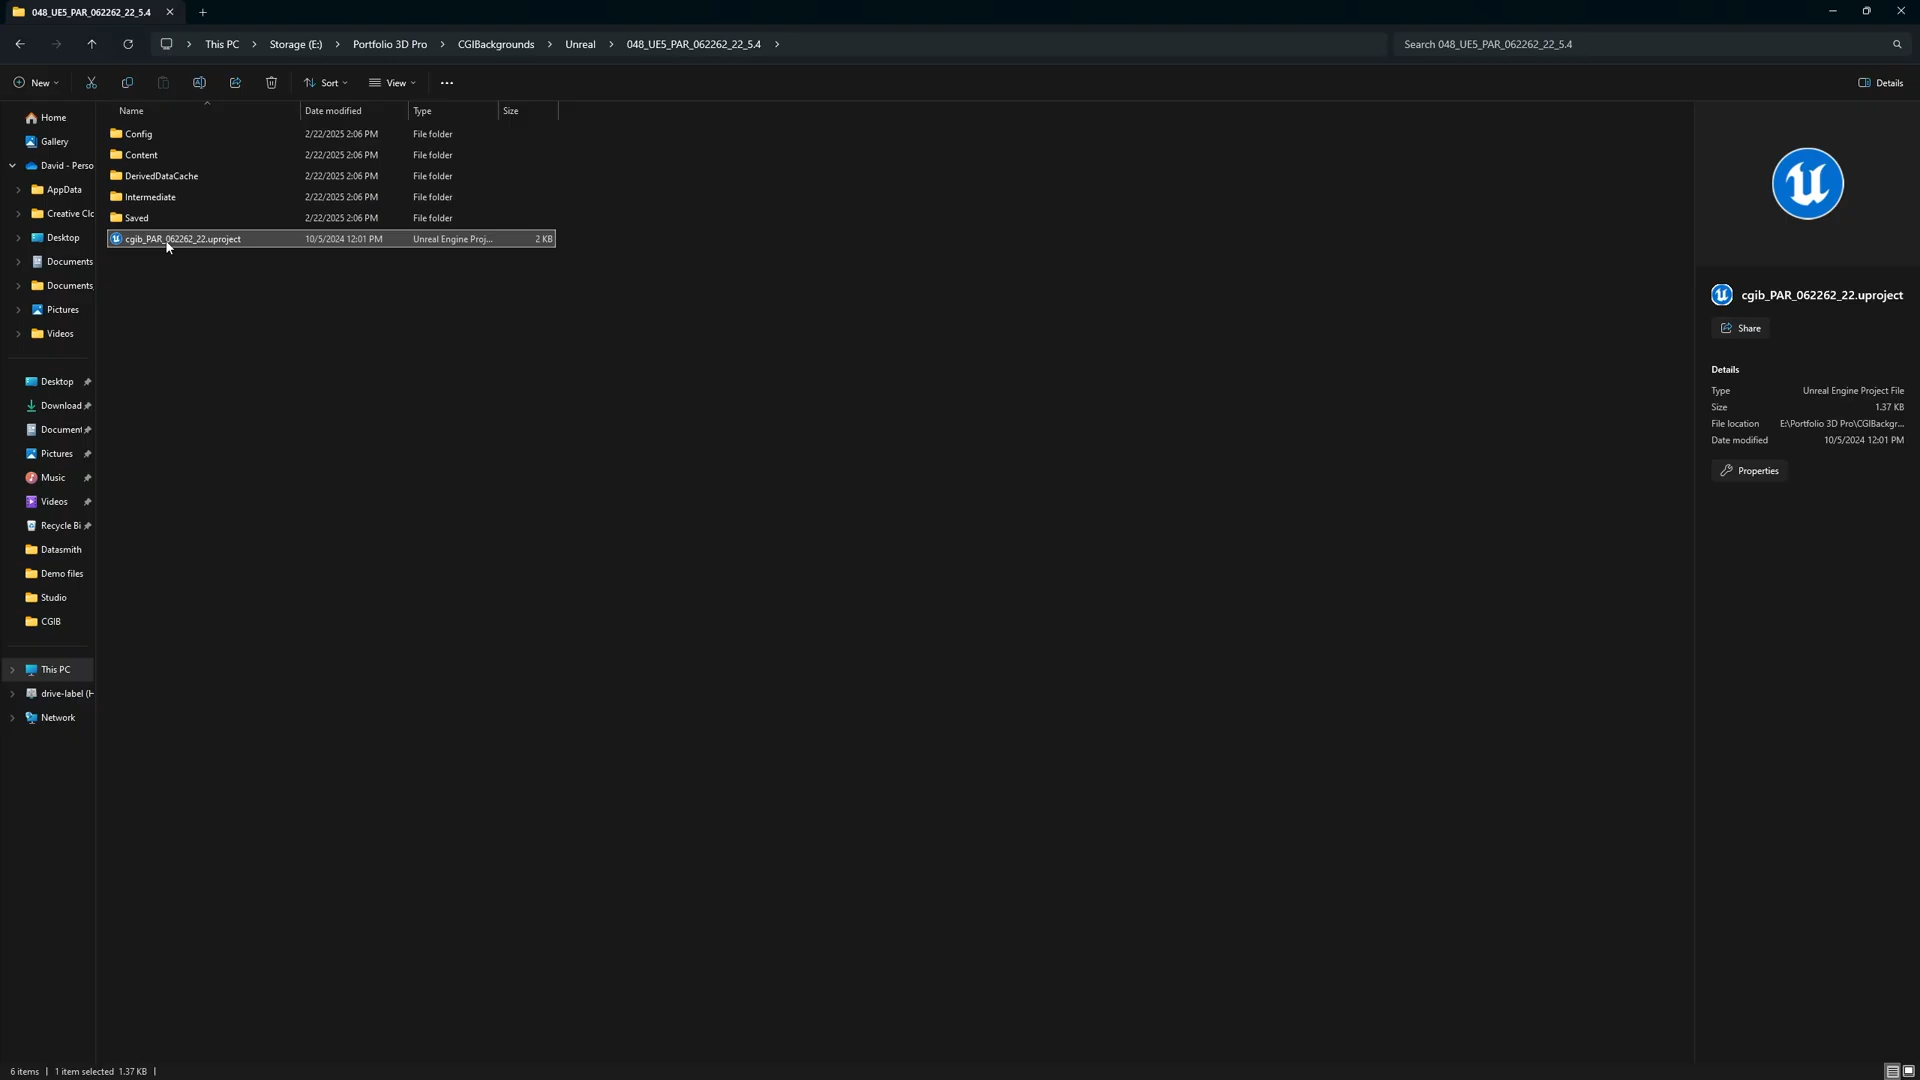 048_UE5_PAR_062262_22_5.4
This PC > Storage (E:) > Portfolio 3D Pro > CGIBackgrounds > Unreal > 048_UE5_PAR_062262_22_5.4 >
Search 048_UE5_PAR_062262_22_5.4
New Sort View Details
Name Date modified Type Size
Config 2/22/2025 2:06 PM File folder
Content 2/22/2025 2:06 PM File folder
DerivedDataCache 2/22/2025 2:06 PM File folder
Intermediate 2/22/2025 2:06 PM File folder
Saved 2/22/2025 2:06 PM File folder
cgib_PAR_062262_22.uproject 10/5/2024 12:01 PM Unreal Engine Proj... 2 KB
Home
Gallery
David - Perso
AppData
Creative Clo
Desktop
Documents
Documents
Pictures
Videos
Desktop
Download
Document
Pictures
Music
Videos
Recycle Bi
Datasmith
Demo files
Studio
CGIB
This PC
drive-label (H
Network
cgib_PAR_062262_22.uproject
Share
Details
Type Unreal Engine Project File
Size 1.37 KB
File location E:\Portfolio 3D Pro\CGIBackgr...
Date modified 10/5/2024 12:01 PM
Properties
6 items | 1 item selected 1.37 KB |